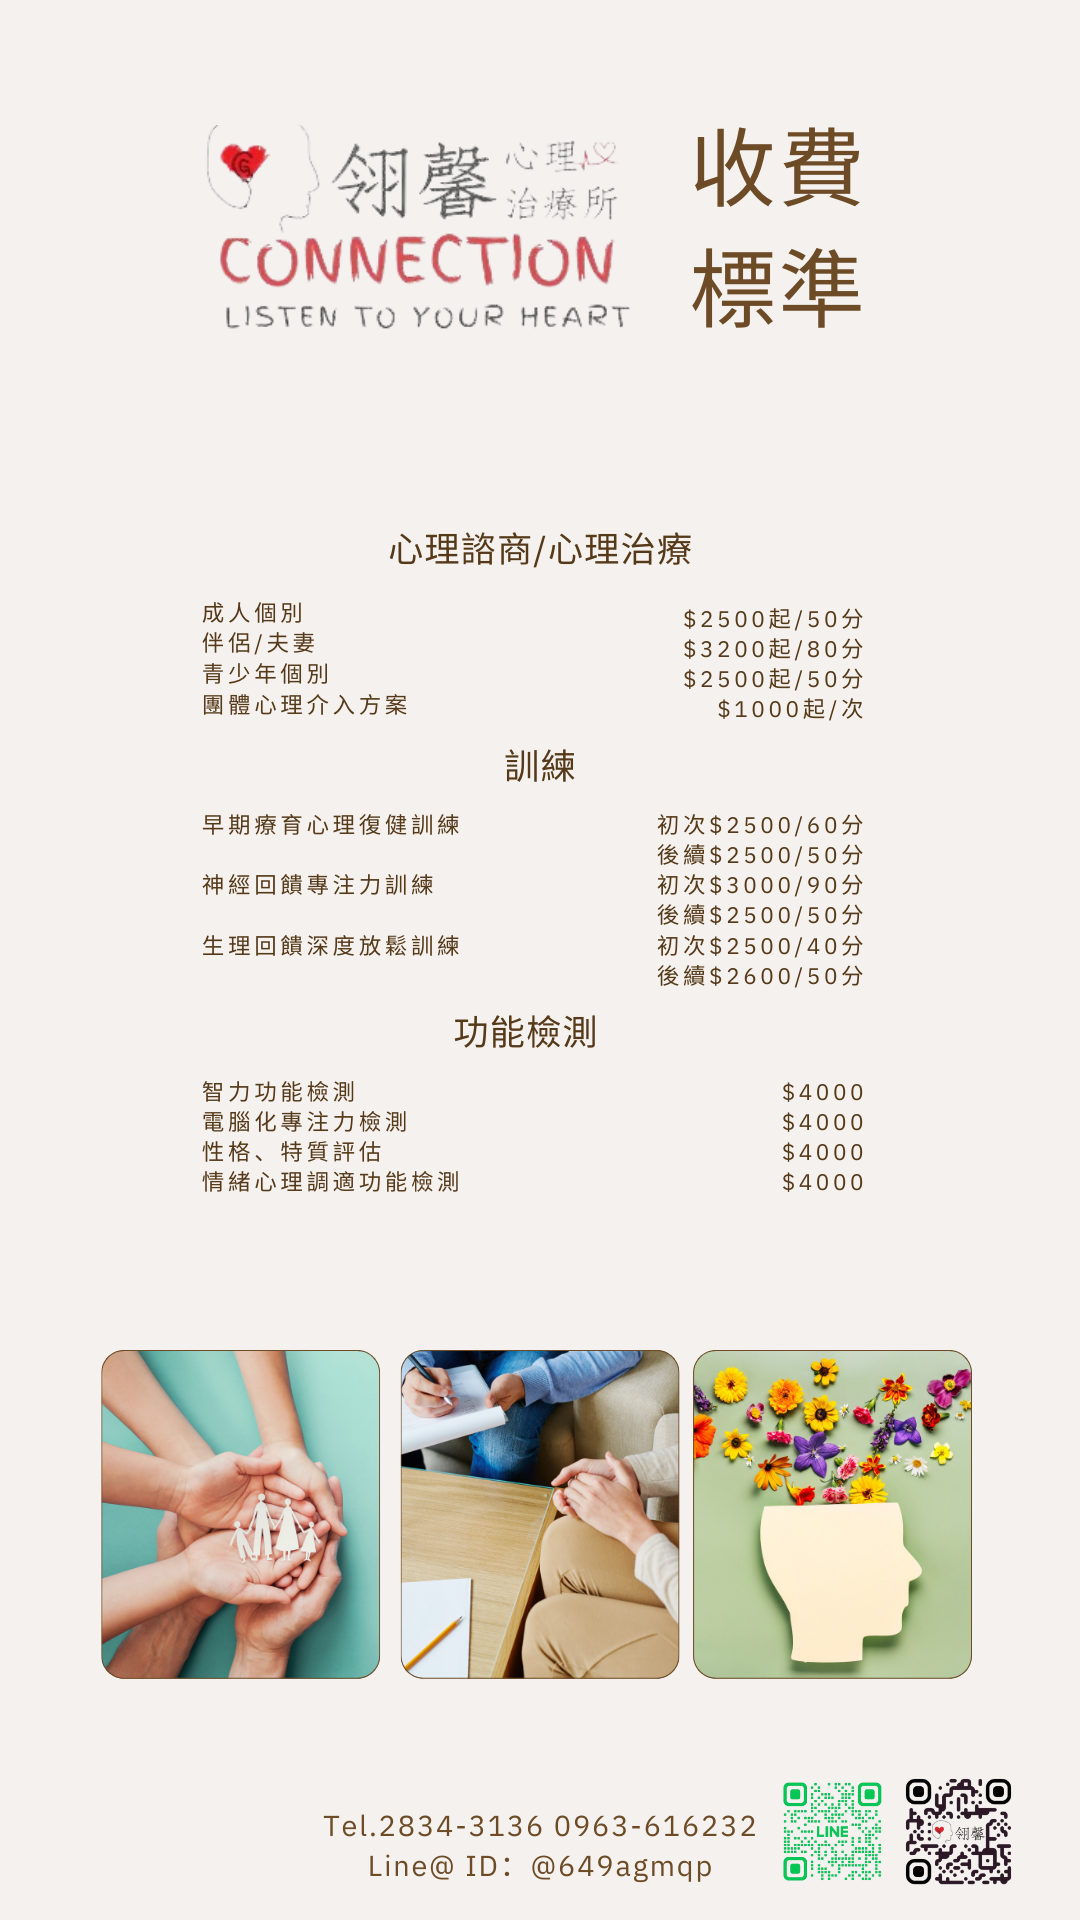 翎馨 心理
治療所
CONNECTION
LISTEN TO YOUR HEART
收費
標準
心理諮商/心理治療
成人個別 $2500起/50分
伴侶/夫妻 $3200起/80分
青少年個別 $2500起/50分
團體心理介入方案 $1000起/次
訓練
早期療育心理復健訓練 初次$2500/60分
後續$2500/50分
神經回饋專注力訓練 初次$3000/90分
後續$2500/50分
生理回饋深度放鬆訓練 初次$2500/40分
後續$2600/50分
功能檢測
智力功能檢測 $4000
電腦化專注力檢測 $4000
性格、特質評估 $4000
情緒心理調適功能檢測 $4000
Tel.2834-3136 0963-616232
Line@ ID：@649agmqp
LINE
翎馨